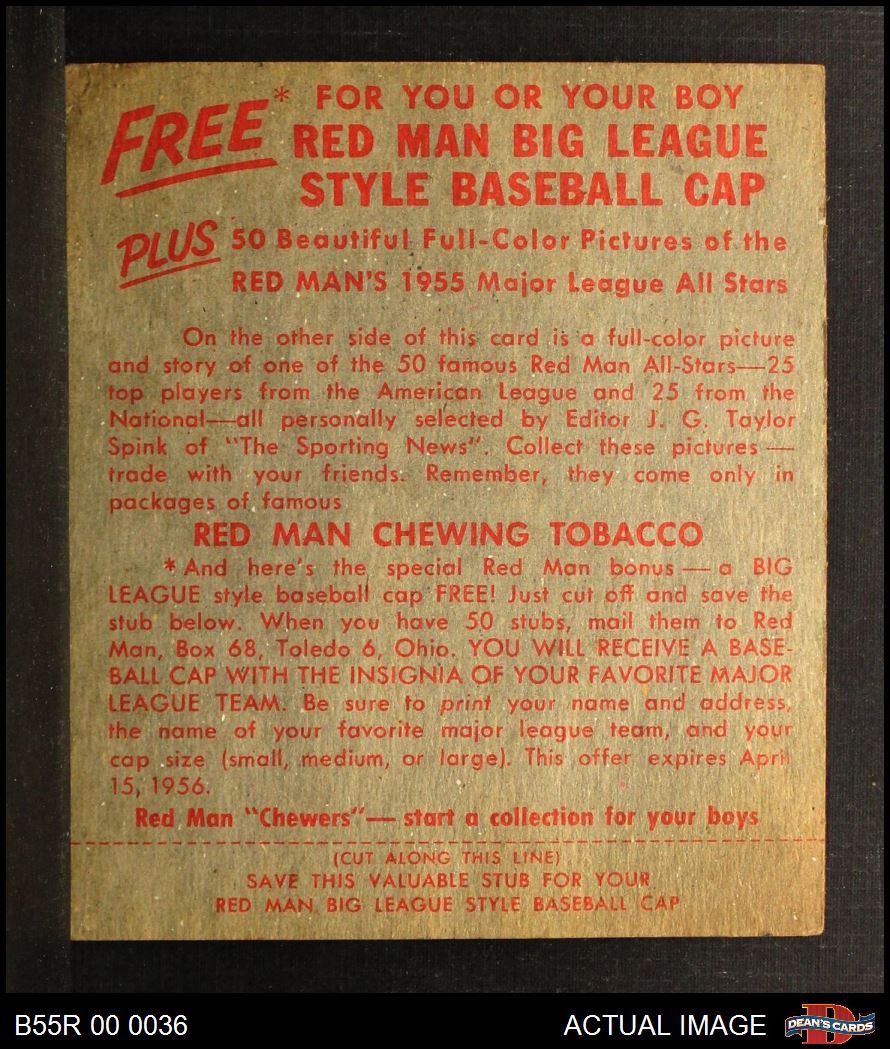 FREE* FOR YOU OR YOUR BOY
RED MAN BIG LEAGUE
STYLE BASEBALL CAP
PLUS 50 Beautiful Full-Color Pictures of the
RED MAN'S 1955 Major League All Stars
On the other side of this card is a full-color picture
and story of one of the 50 famous Red Man All-Stars—25
top players from the American League and 25 from the
National—all personally selected by Editor J. G. Taylor
Spink of "The Sporting News". Collect these pictures —
trade with your friends. Remember, they come only in
packages of famous
RED MAN CHEWING TOBACCO
* And here's the special Red Man bonus — a BIG
LEAGUE style baseball cap FREE! Just cut off and save the
stub below. When you have 50 stubs, mail them to Red
Man, Box 68, Toledo 6, Ohio. YOU WILL RECEIVE A BASE-
BALL CAP WITH THE INSIGNIA OF YOUR FAVORITE MAJOR
LEAGUE TEAM. Be sure to print your name and address,
the name of your favorite major league team, and your
cap size (small, medium, or large). This offer expires April
15, 1956.
Red Man "Chewers"— start a collection for your boys
(CUT ALONG THIS LINE)
SAVE THIS VALUABLE STUB FOR YOUR
RED MAN BIG LEAGUE STYLE BASEBALL CAP
B55R 00 0036
ACTUAL IMAGE
D
DEAN'S CARDS